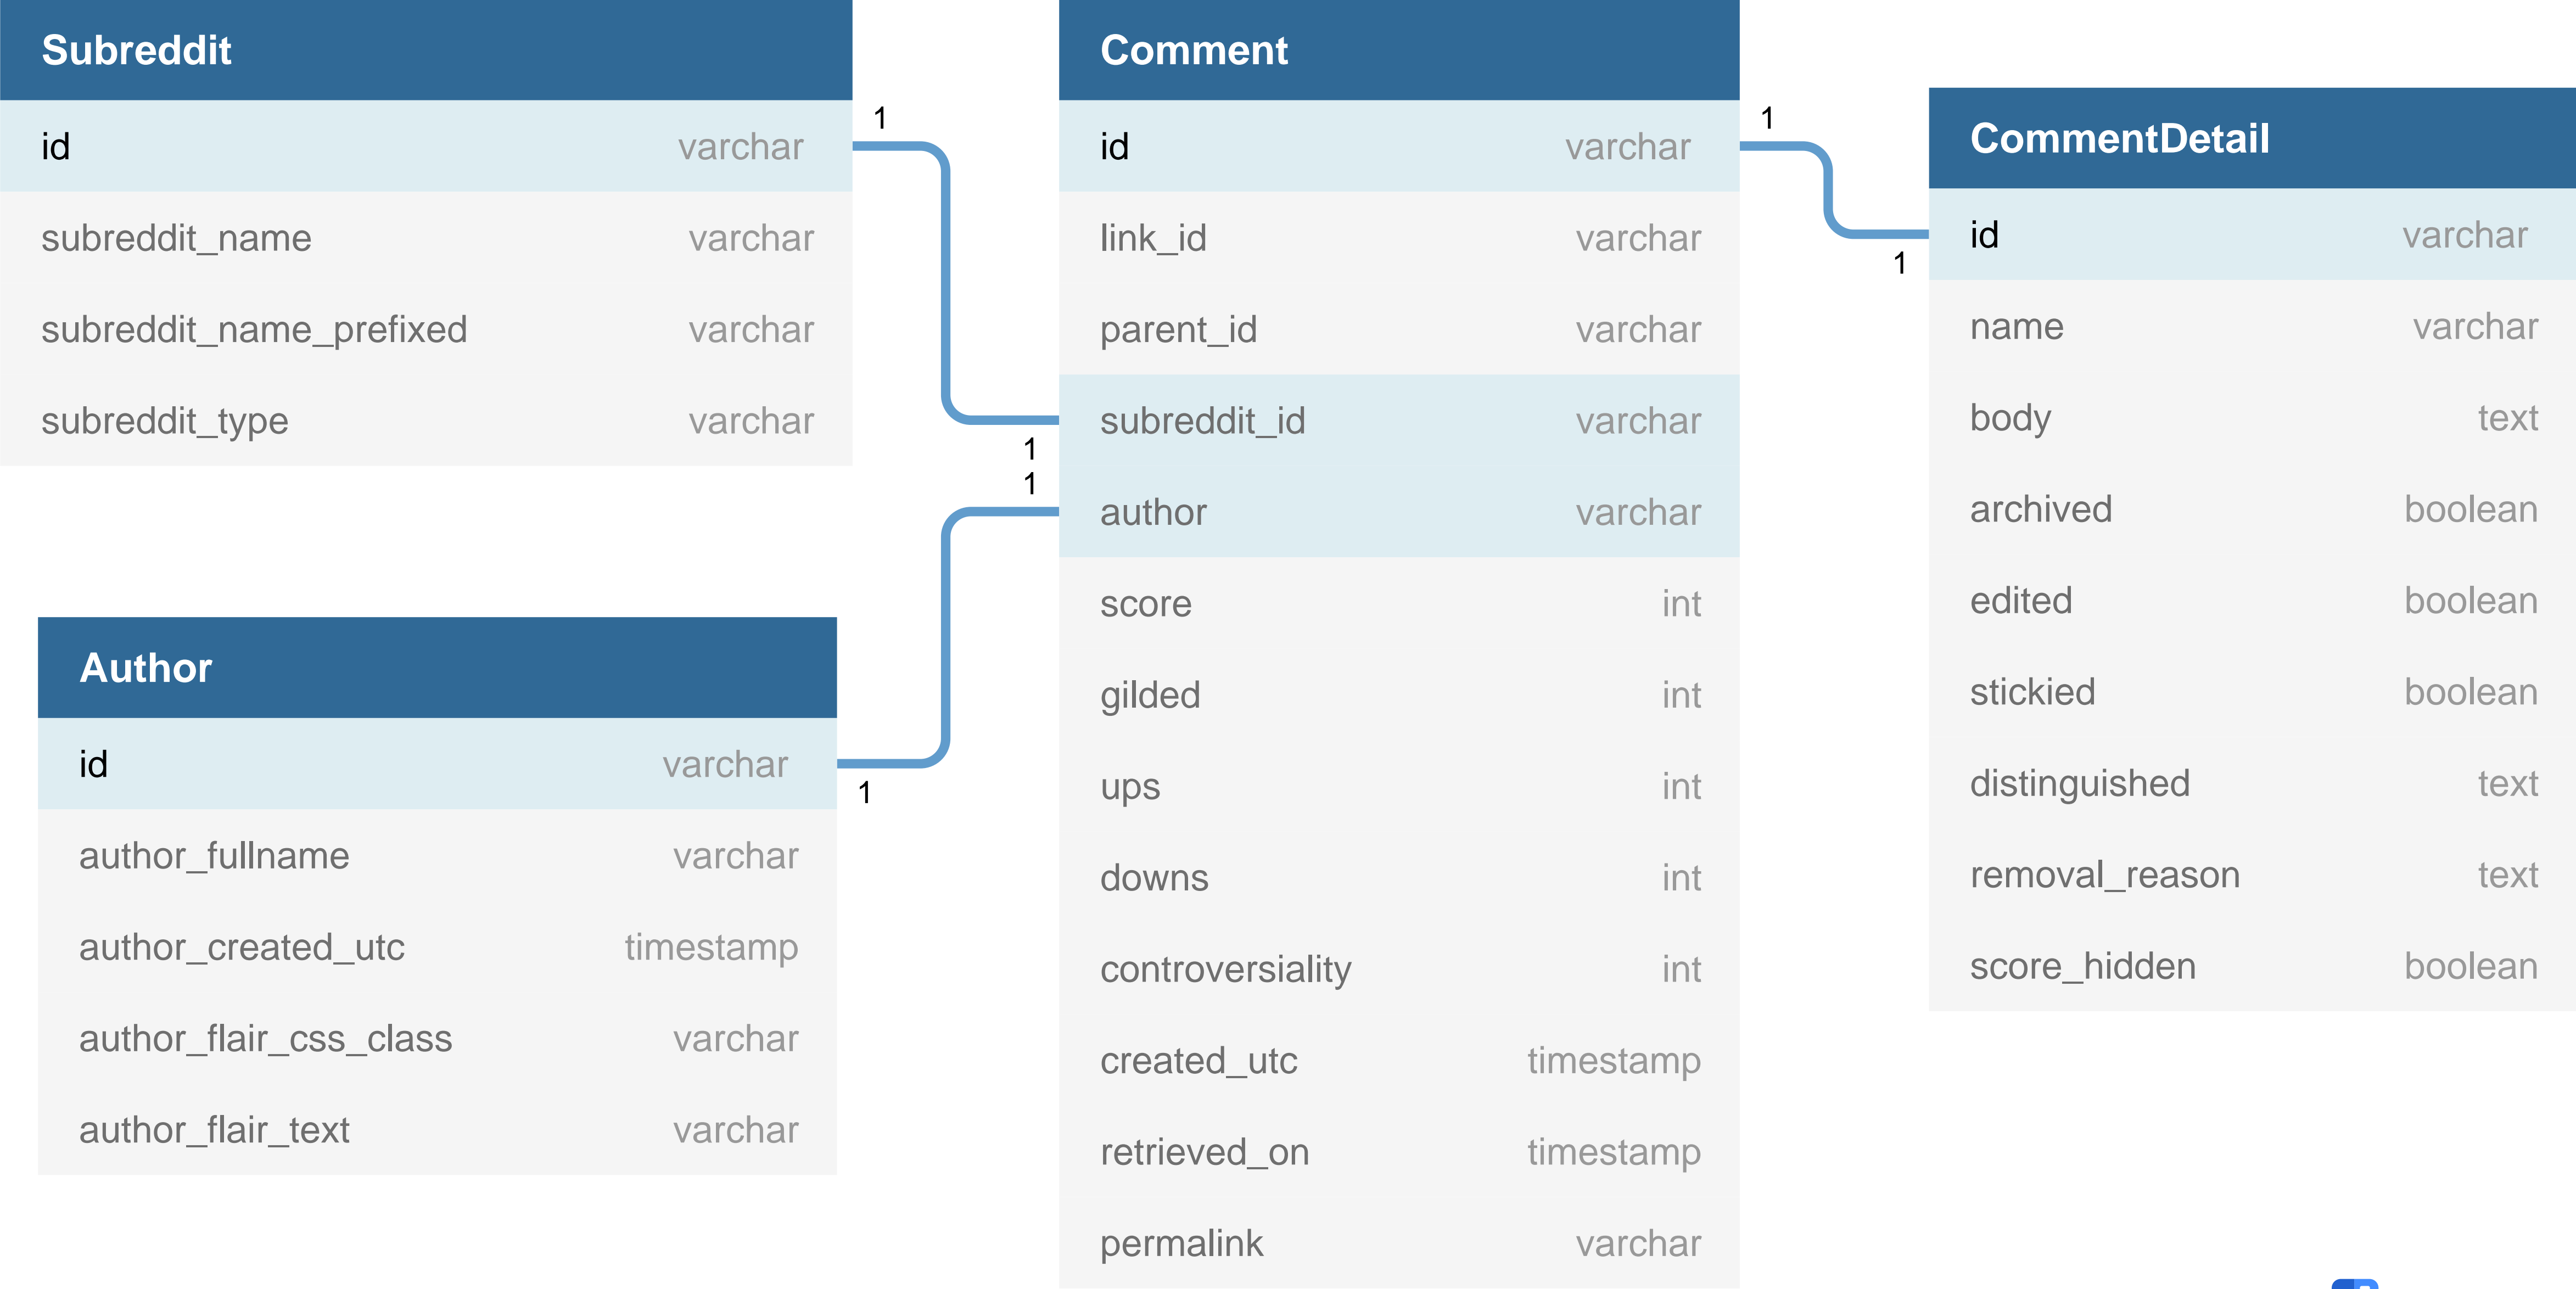 Subreddit
id varchar
subreddit_name varchar
subreddit_name_prefixed varchar
subreddit_type varchar
1
1
Author
id varchar
author_fullname varchar
author_created_utc timestamp
author_flair_css_class varchar
author_flair_text varchar
1
1
Comment
id varchar
link_id varchar
parent_id varchar
subreddit_id varchar
author varchar
score int
gilded int
ups int
downs int
controversiality int
created_utc timestamp
retrieved_on timestamp
permalink varchar
1
1
CommentDetail
id varchar
name varchar
body text
archived boolean
edited boolean
stickied boolean
distinguished text
removal_reason text
score_hidden boolean